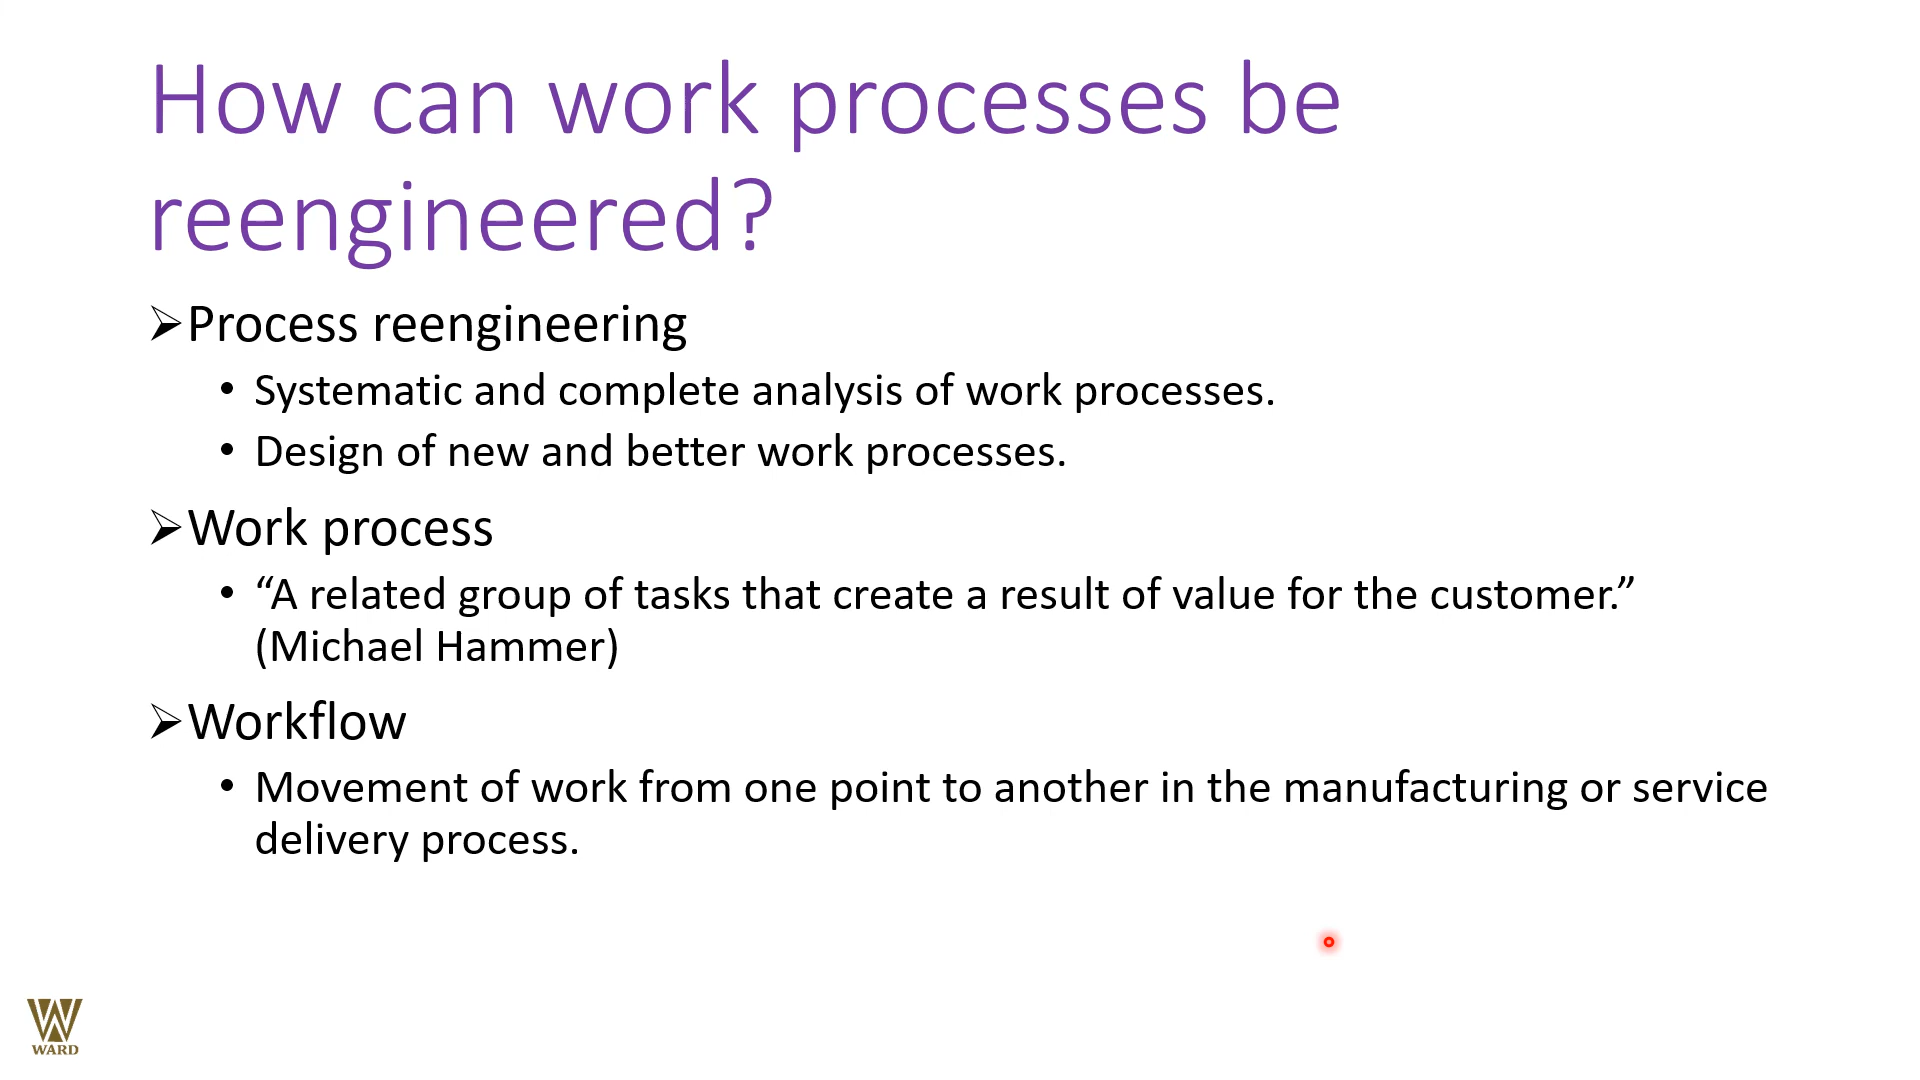 How can work processes be
reengineered?
➢Process reengineering
• Systematic and complete analysis of work processes.
• Design of new and better work processes.
➢Work process
• “A related group of tasks that create a result of value for the customer.”
(Michael Hammer)
➢Workflow
• Movement of work from one point to another in the manufacturing or service
delivery process.
WARD